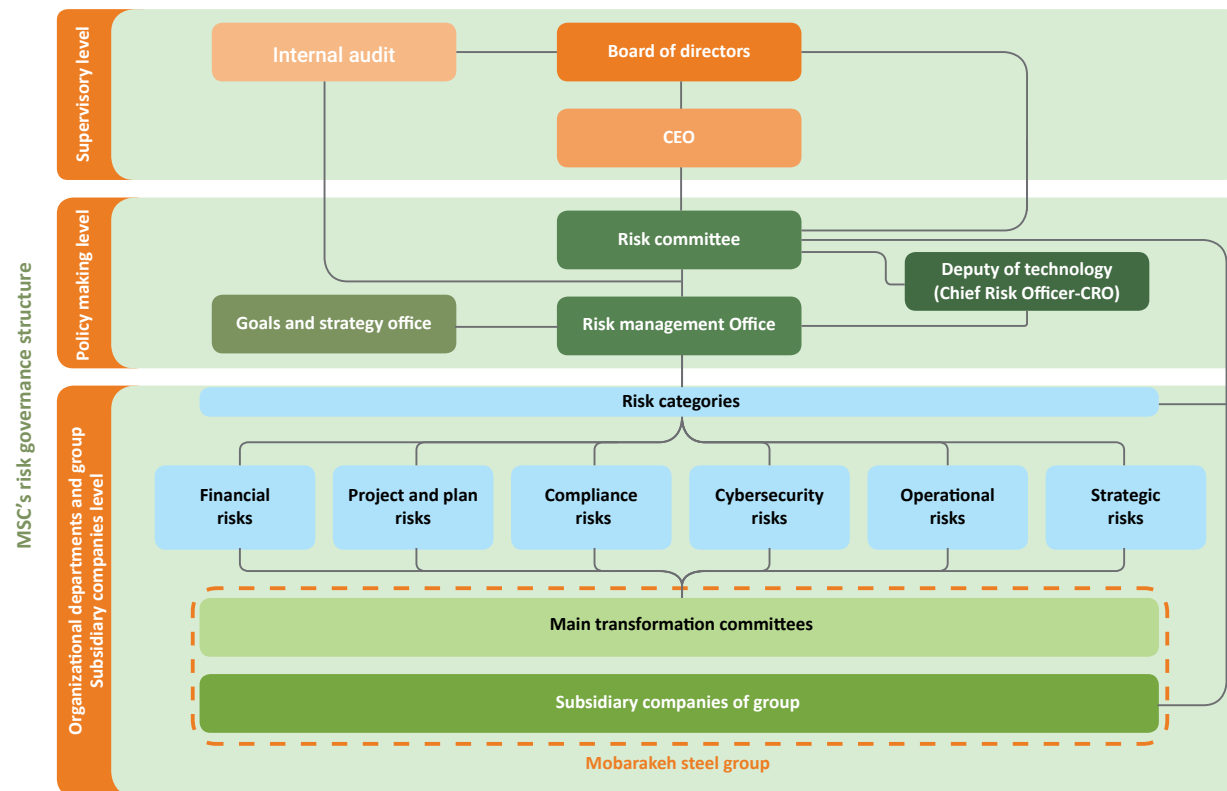 MSC's risk governance structure
Supervisory level
Internal audit
Board of directors
CEO
Policy making level
Risk committee
Deputy of technology
(Chief Risk Officer-CRO)
Goals and strategy office
Risk management Office
Organizational departments and group
Subsidiary companies level
Risk categories
Financial
risks
Project and plan
risks
Compliance
risks
Cybersecurity
risks
Operational
risks
Strategic
risks
Main transformation committees
Subsidiary companies of group
Mobarakeh steel group